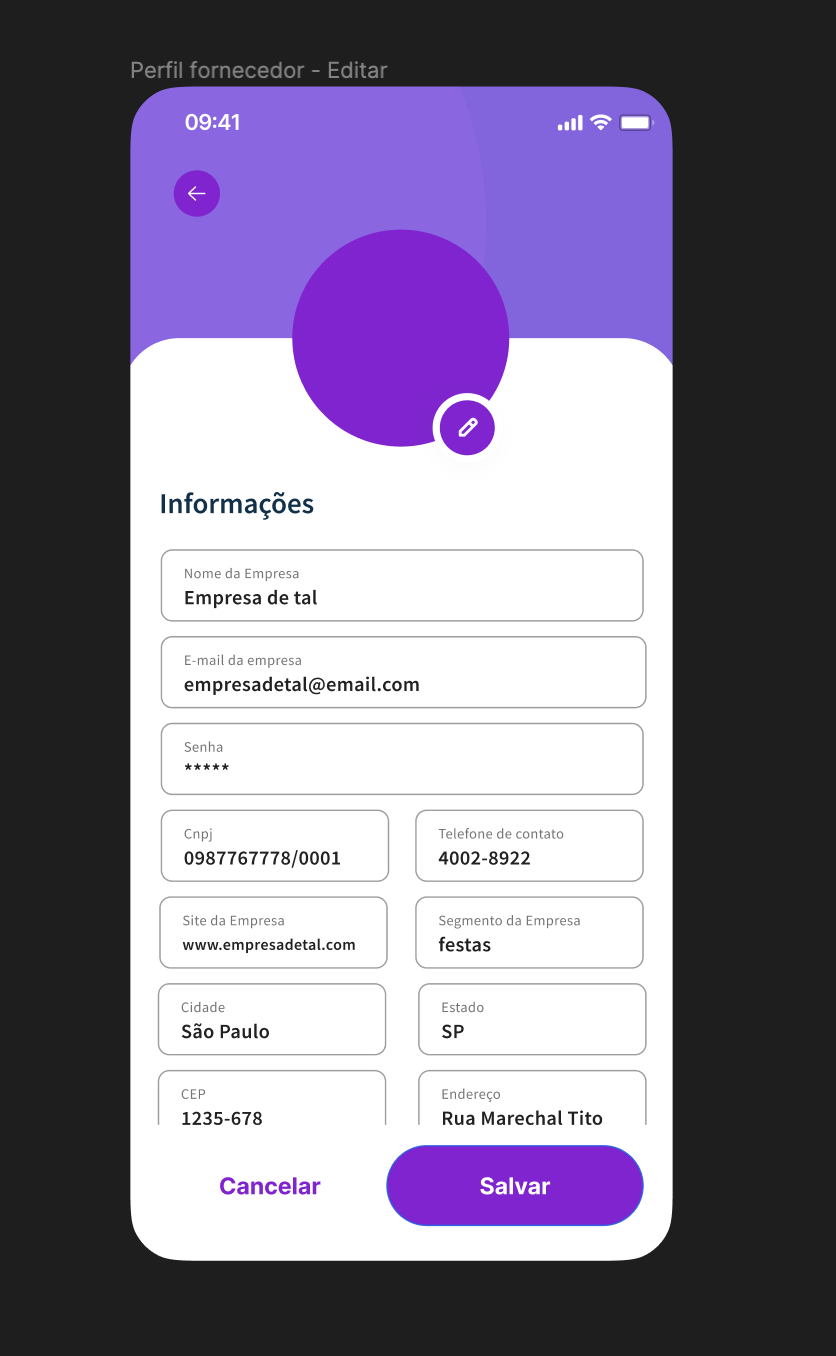 Perfil fornecedor - Editar
09:41
Informações
Nome da Empresa
Empresa de tal
E-mail da empresa
empresadetal@email.com
Senha
*****
Cnpj
0987767778/0001
Telefone de contato
4002-8922
Site da Empresa
www.empresadetal.com
Segmento da Empresa
festas
Cidade
São Paulo
Estado
SP
CEP
1235-678
Endereço
Rua Marechal Tito
Cancelar
Salvar